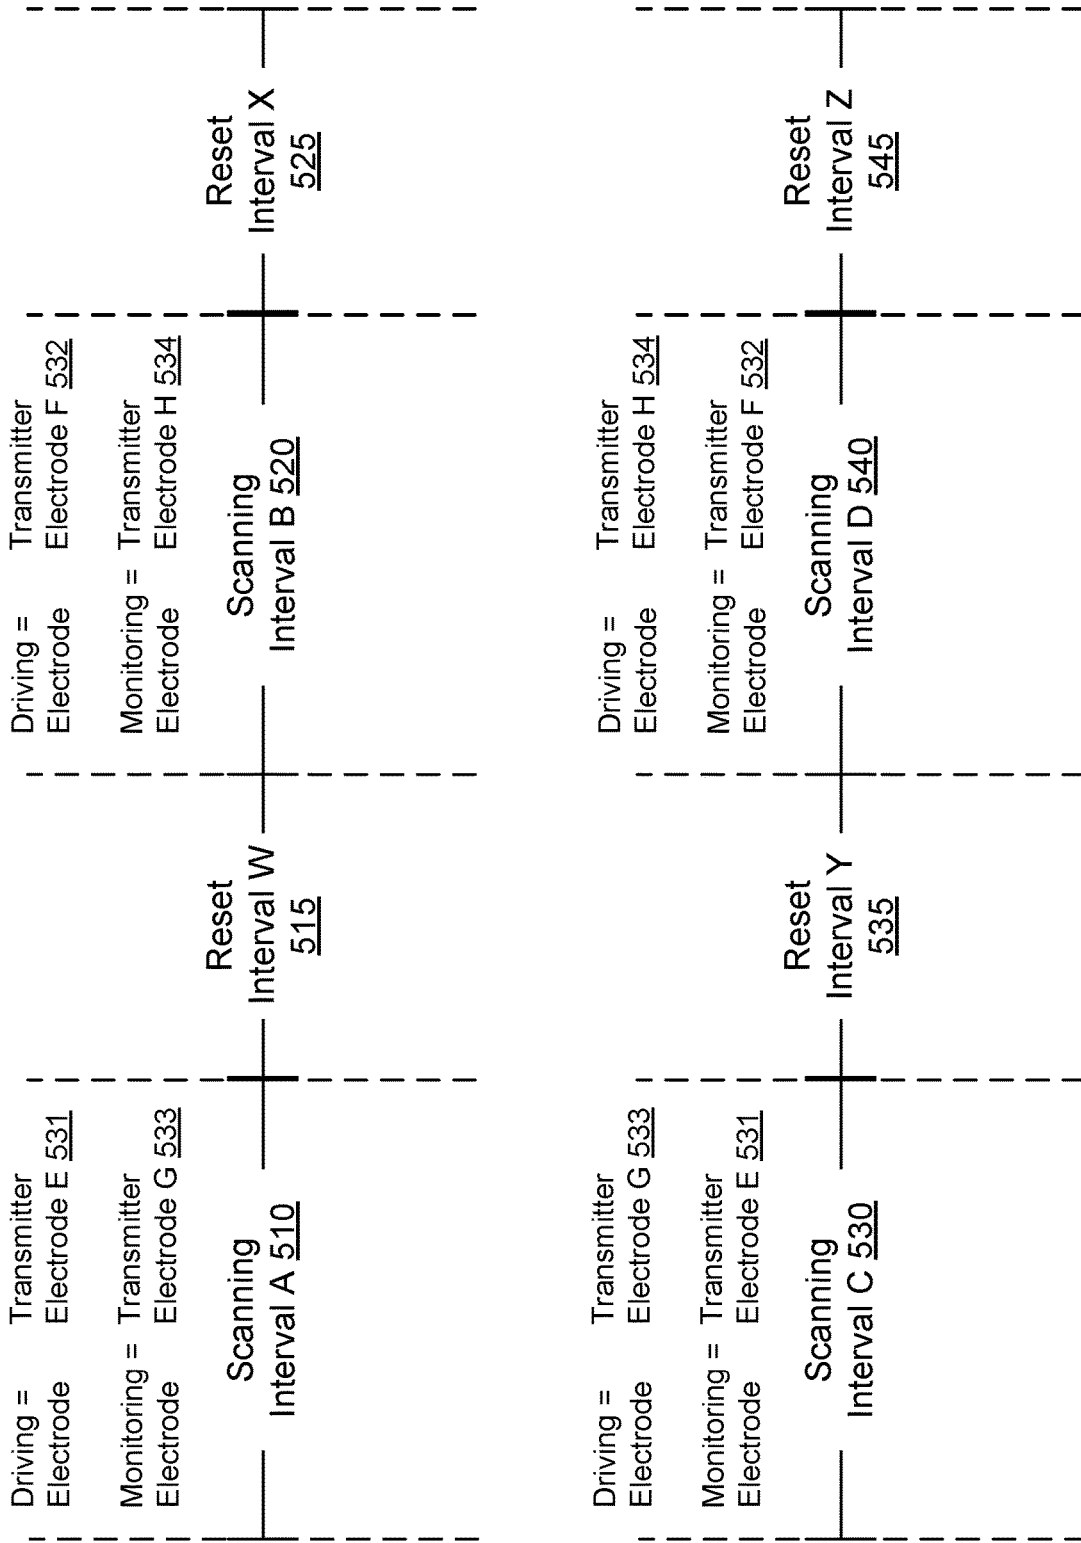 Driving = Transmitter
Electrode Electrode E 531
Monitoring = Transmitter
Electrode Electrode G 533
Scanning
Interval A 510
Reset
Interval W
515
Driving = Transmitter
Electrode Electrode F 532
Monitoring = Transmitter
Electrode Electrode H 534
Scanning
Interval B 520
Reset
Interval X
525
Driving = Transmitter
Electrode Electrode G 533
Monitoring = Transmitter
Electrode Electrode E 531
Scanning
Interval C 530
Reset
Interval Y
535
Driving = Transmitter
Electrode Electrode H 534
Monitoring = Transmitter
Electrode Electrode F 532
Scanning
Interval D 540
Reset
Interval Z
545